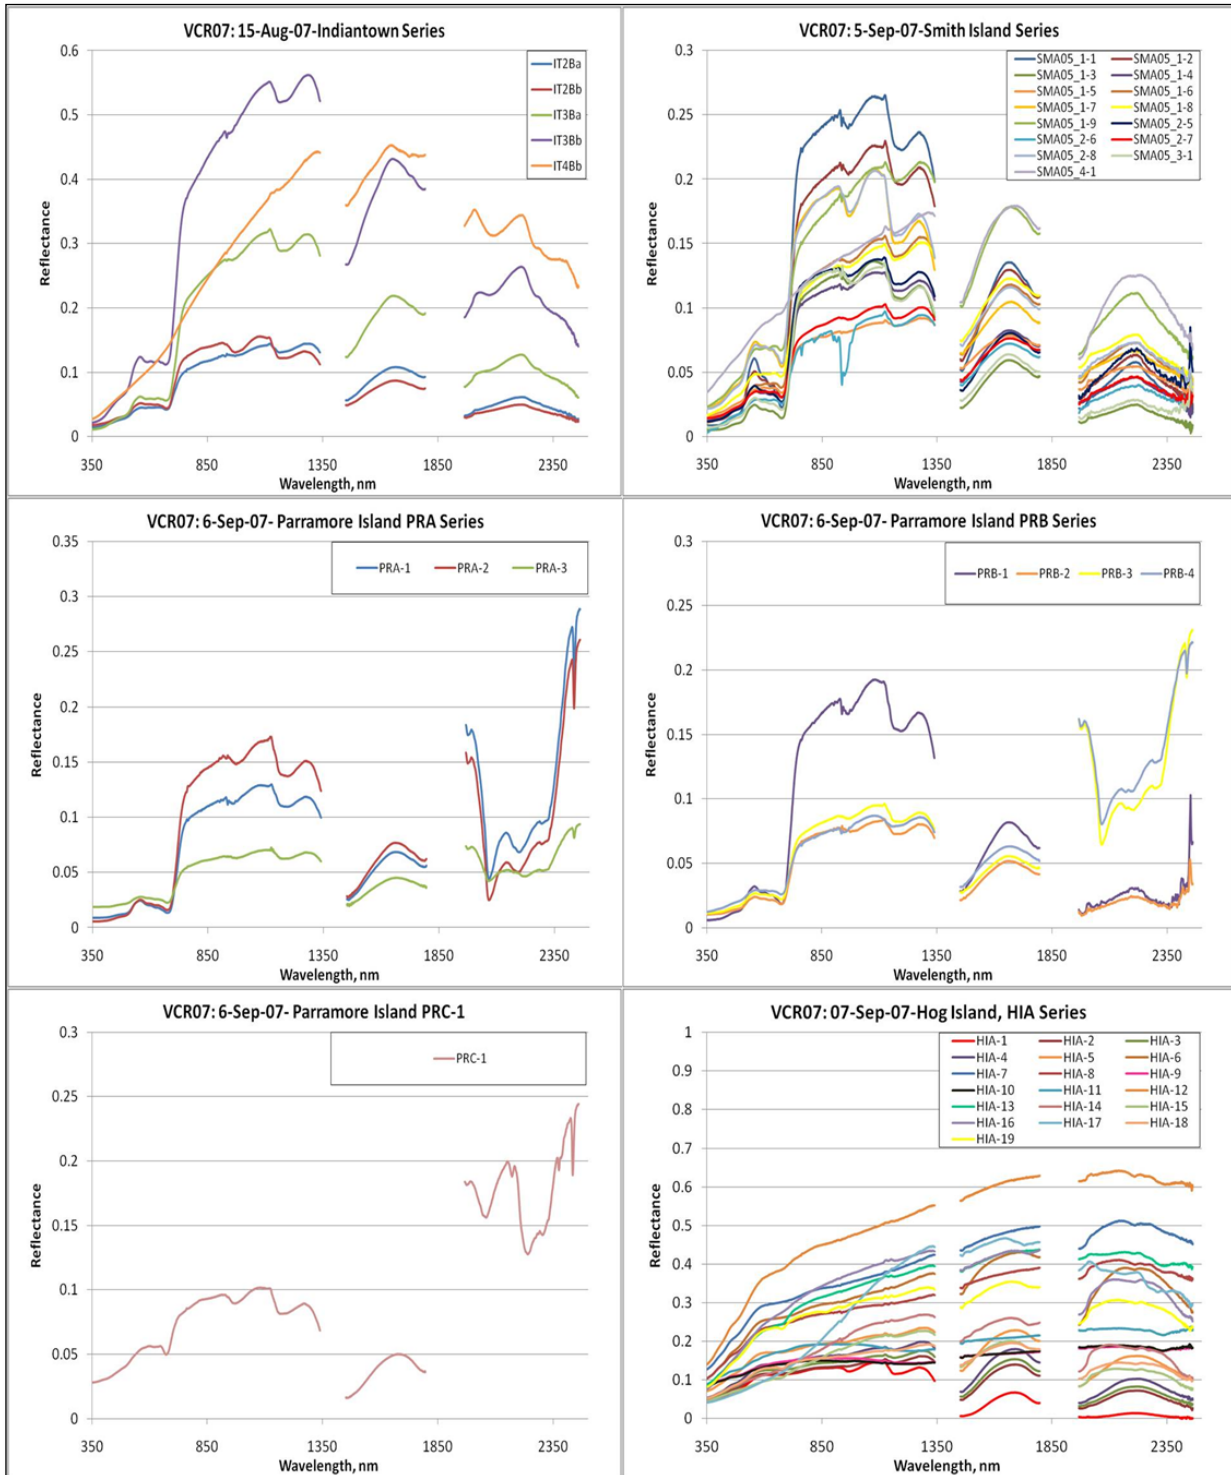 VCR07: 15-Aug-07-Indiantown Series
Reflectance
0.6
0.5
0.4
0.3
0.2
0.1
0
IT2Ba
IT2Bb
IT3Ba
IT3Bb
IT4Bb
350 850 1350 1850 2350
Wavelength, nm
VCR07: 5-Sep-07-Smith Island Series
Reflectance
0.3
0.25
0.2
0.15
0.1
0.05
0
SMA05_1-1 SMA05_1-2
SMA05_1-3 SMA05_1-4
SMA05_1-5 SMA05_1-6
SMA05_1-7 SMA05_1-8
SMA05_1-9 SMA05_2-5
SMA05_2-6 SMA05_2-7
SMA05_2-8 SMA05_3-1
SMA05_4-1
350 850 1350 1850 2350
Wavelength, nm
VCR07: 6-Sep-07- Parramore Island PRA Series
Reflectance
0.35
0.3
0.25
0.2
0.15
0.1
0.05
0
PRA-1 PRA-2 PRA-3
350 850 1350 1850 2350
Wavelength, nm
VCR07: 6-Sep-07- Parramore Island PRB Series
Reflectance
0.3
0.25
0.2
0.15
0.1
0.05
0
PRB-1 PRB-2 PRB-3 PRB-4
350 850 1350 1850 2350
Wavelength, nm
VCR07: 6-Sep-07- Parramore Island PRC-1
Reflectance
0.3
0.25
0.2
0.15
0.1
0.05
0
PRC-1
350 850 1350 1850 2350
Wavelength, nm
VCR07: 07-Sep-07-Hog Island, HIA Series
Reflectance
1
0.9
0.8
0.7
0.6
0.5
0.4
0.3
0.2
0.1
0
HIA-1 HIA-2 HIA-3
HIA-4 HIA-5 HIA-6
HIA-7 HIA-8 HIA-9
HIA-10 HIA-11 HIA-12
HIA-13 HIA-14 HIA-15
HIA-16 HIA-17 HIA-18
HIA-19
350 850 1350 1850 2350
Wavelength, nm